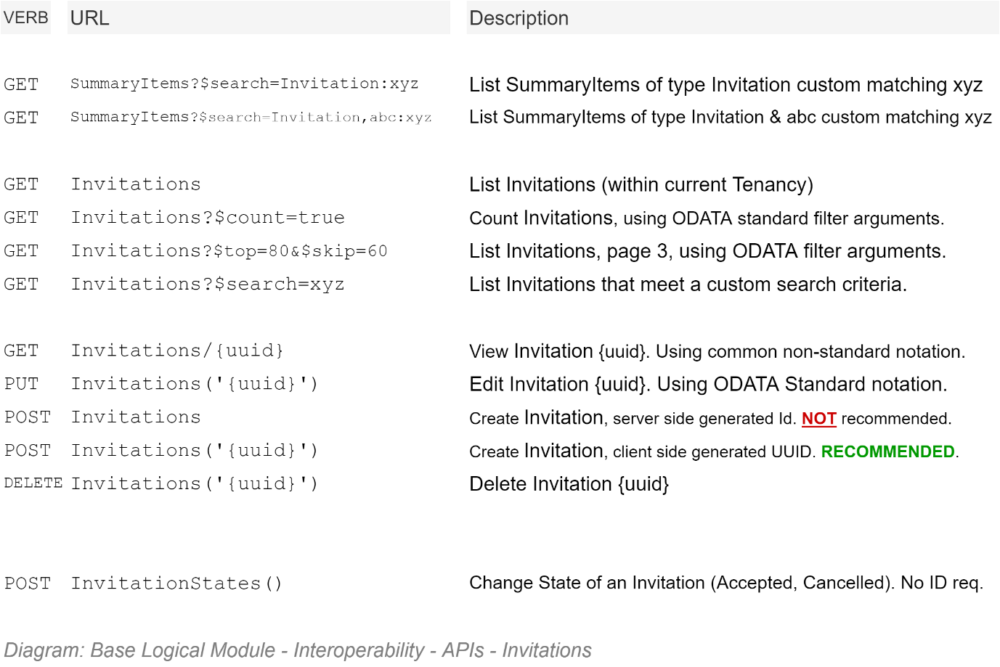 VERB URL Description
GET SummaryItems?$search=Invitation:xyz List SummaryItems of type Invitation custom matching xyz
GET SummaryItems?$search=Invitation,abc:xyz List SummaryItems of type Invitation & abc custom matching xyz
GET Invitations List Invitations (within current Tenancy)
GET Invitations?$count=true Count Invitations, using ODATA standard filter arguments.
GET Invitations?$top=80&$skip=60 List Invitations, page 3, using ODATA filter arguments.
GET Invitations?$search=xyz List Invitations that meet a custom search criteria.
GET Invitations/{uuid} View Invitation {uuid}. Using common non-standard notation.
PUT Invitations('{uuid}') Edit Invitation {uuid}. Using ODATA Standard notation.
POST Invitations Create Invitation, server side generated Id. NOT recommended.
POST Invitations('{uuid}') Create Invitation, client side generated UUID. RECOMMENDED.
DELETE Invitations('{uuid}') Delete Invitation {uuid}
POST InvitationStates() Change State of an Invitation (Accepted, Cancelled). No ID req.
Diagram: Base Logical Module - Interoperability - APIs - Invitations